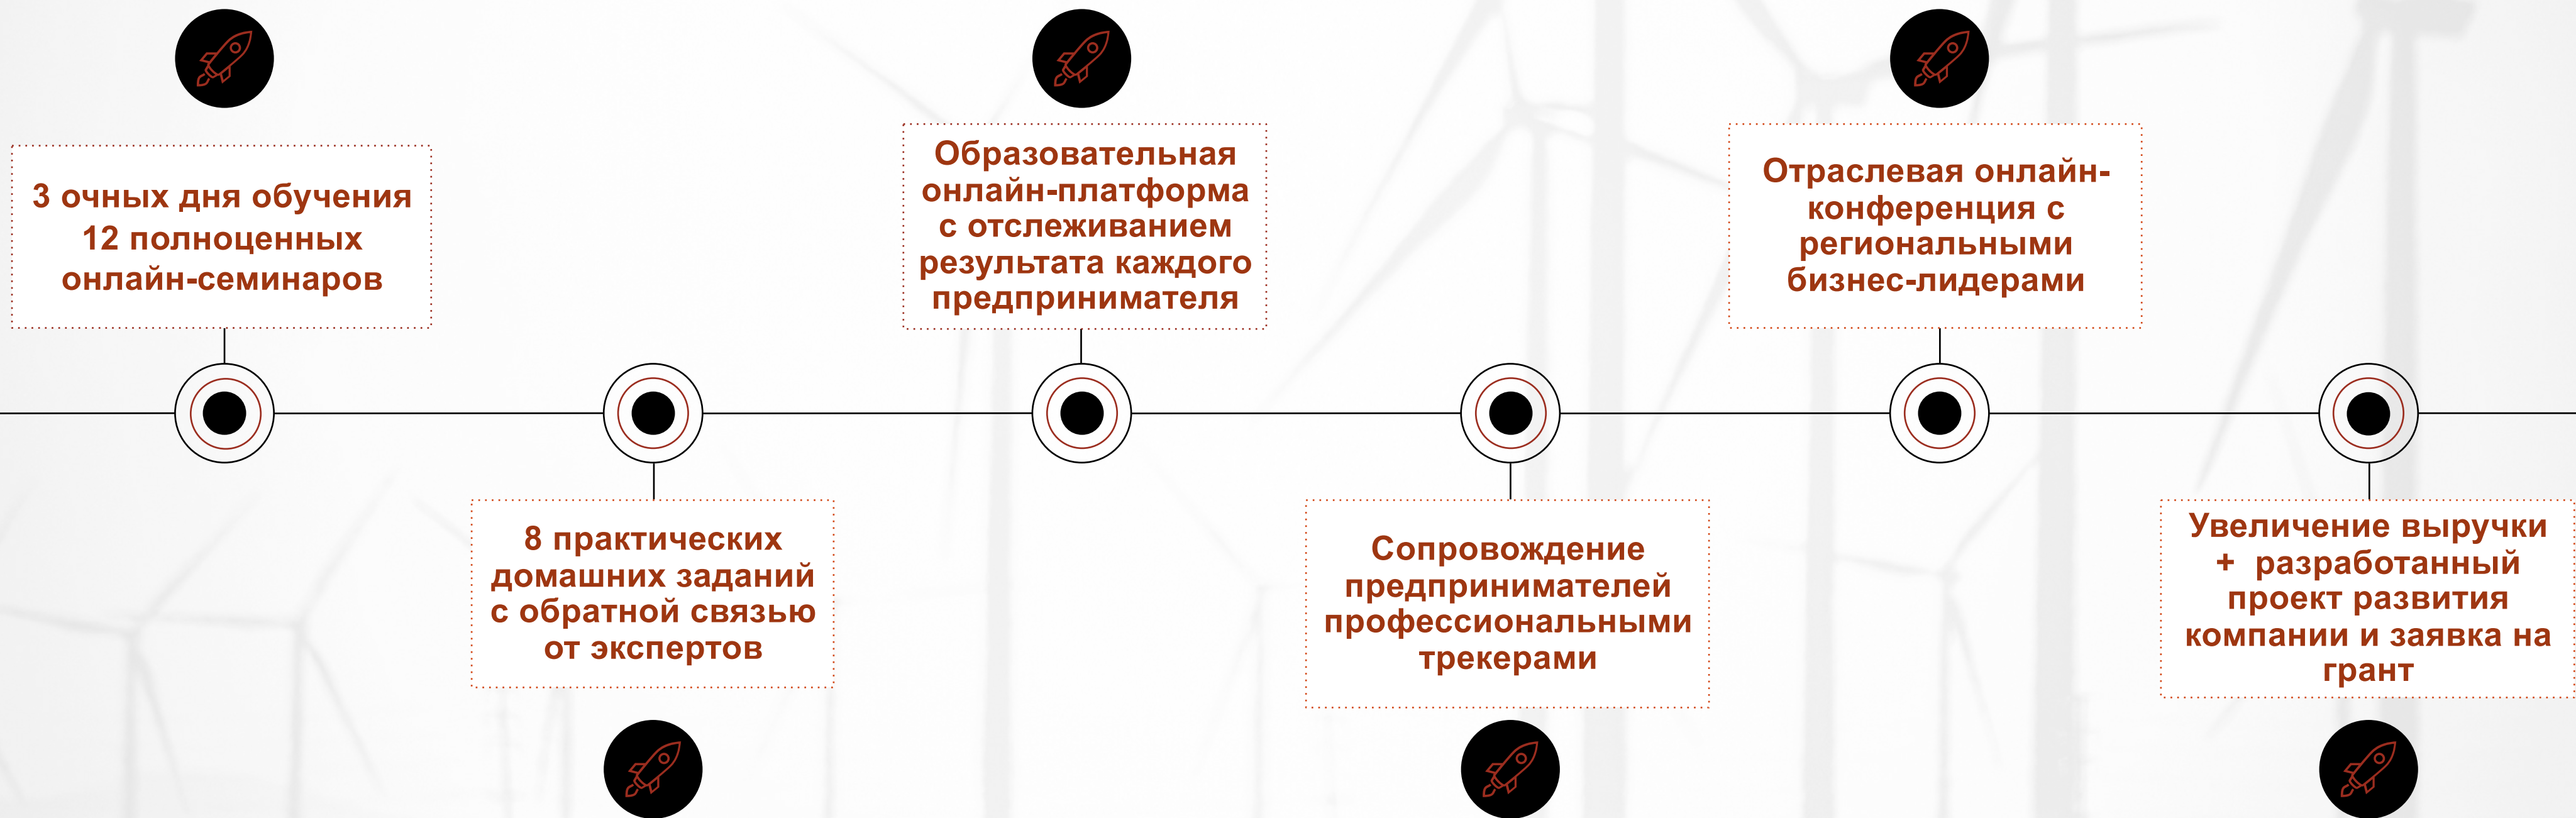 3 очных дня обучения
12 полноценных
онлайн-семинаров
8 практических
домашних заданий
с обратной связью
от экспертов
Образовательная
онлайн-платформа
с отслеживанием
результата каждого
предпринимателя
Сопровождение
предпринимателей
профессиональными
трекерами
Отраслевая онлайн-
конференция с
региональными
бизнес-лидерами
Увеличение выручки
+ разработанный
проект развития
компании и заявка на
грант